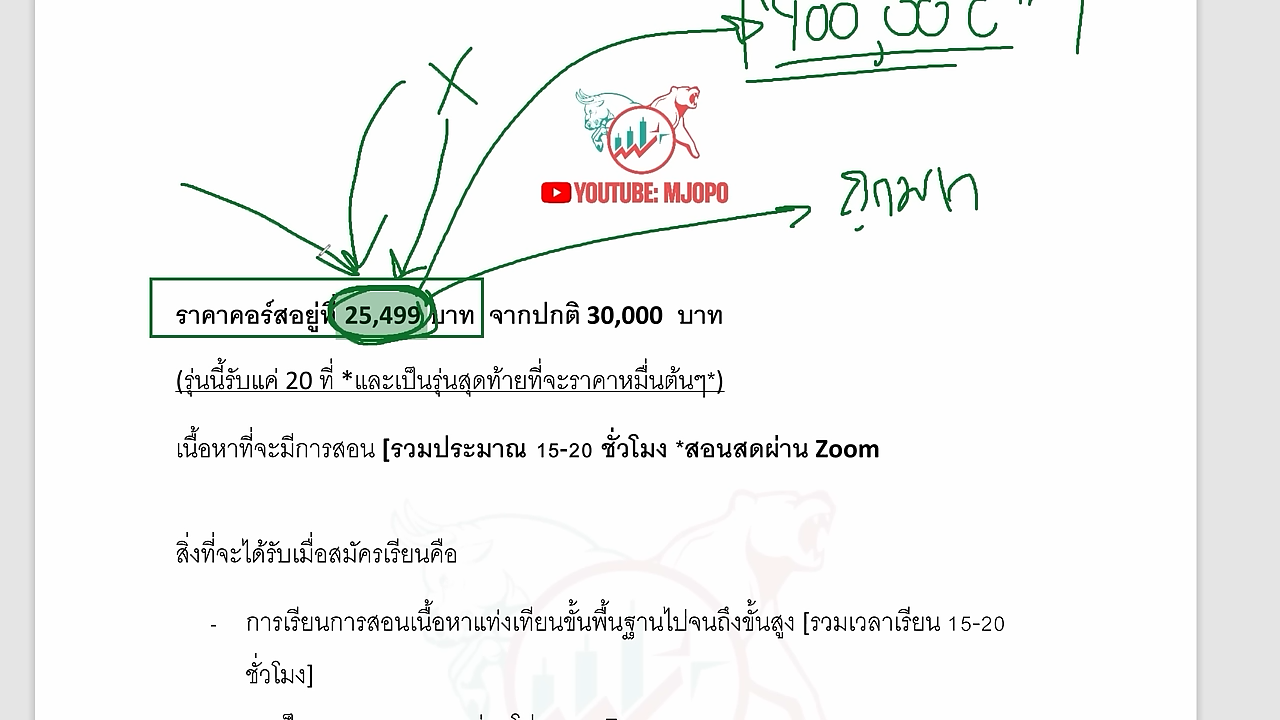 400,00
YOUTUBE: MJOPO
ถูกมาก
ราคาคอร์สอยู่ที่ 25,499 บาท จากปกติ 30,000 บาท
(รุ่นนี้รับแค่ 20 ที่ *และเป็นรุ่นสุดท้ายที่จะราคาหมื่นต้นๆ*)
เนื้อหาที่จะมีการสอน [รวมประมาณ 15-20 ชั่วโมง *สอนสดผ่าน Zoom
สิ่งที่จะได้รับเมื่อสมัครเรียนคือ
- การเรียนการสอนเนื้อหาแท่งเทียนขั้นพื้นฐานไปจนถึงขั้นสูง [รวมเวลาเรียน 15-20
ชั่วโมง]